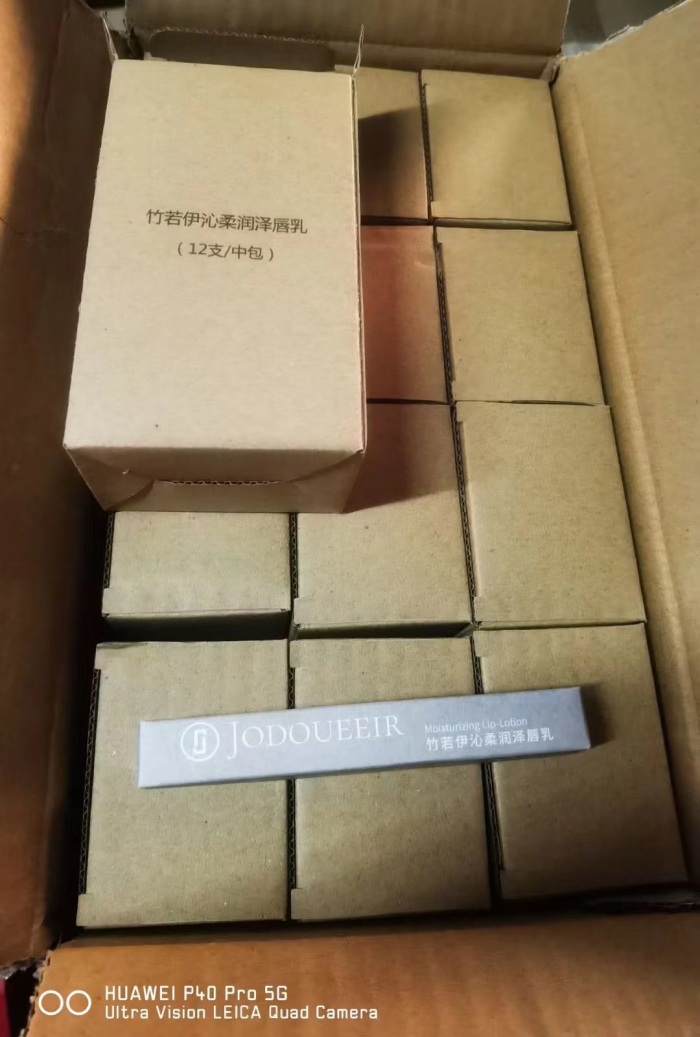 竹若伊沁柔润泽唇乳
（12支/中包）
JODOUEEIR
Moisturizing Lip-Lotion
竹若伊沁柔润泽唇乳
HUAWEI P40 Pro 5G
Ultra Vision LEICA Quad Camera